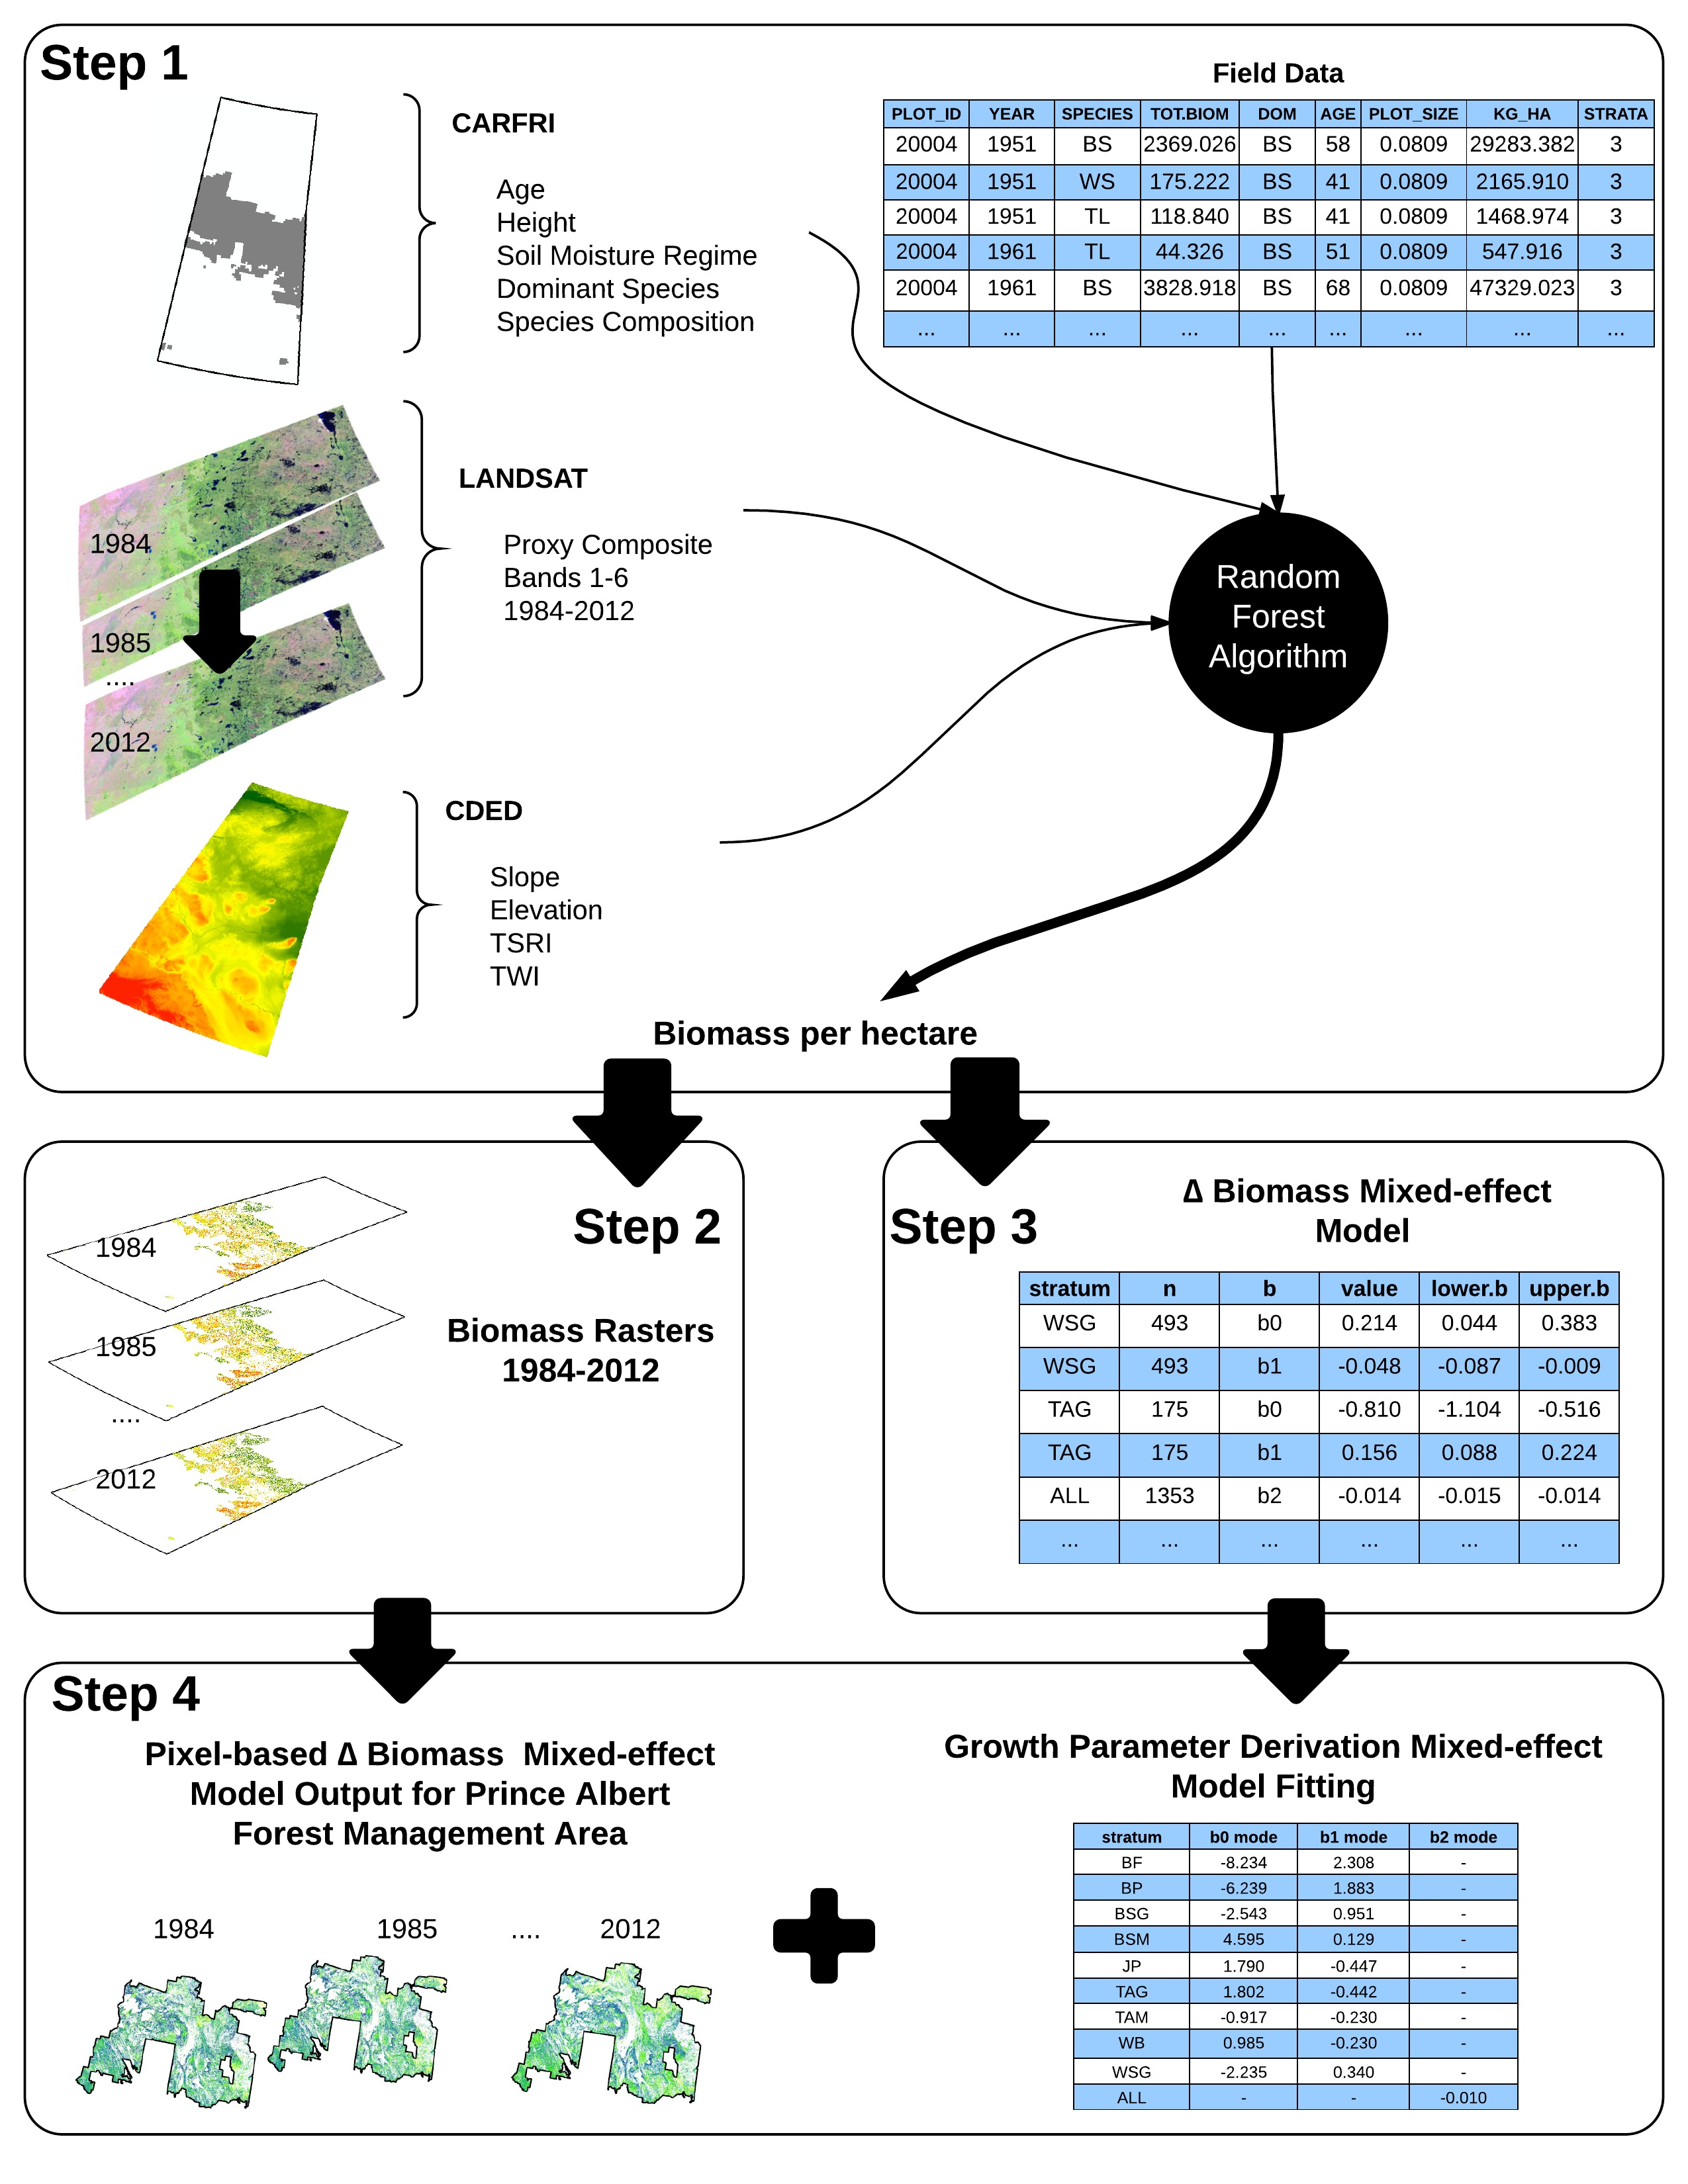 Step 1
CARFRI
Age
Height
Soil Moisture Regime
Dominant Species
Species Composition
Field Data
PLOT_ID YEAR SPECIES TOT.BIOM DOM AGE PLOT_SIZE KG_HA STRATA
20004 1951 BS 2369.026 BS 58 0.0809 29283.382 3
20004 1951 WS 175.222 BS 41 0.0809 2165.910 3
20004 1951 TL 118.840 BS 41 0.0809 1468.974 3
20004 1961 TL 44.326 BS 51 0.0809 547.916 3
20004 1961 BS 3828.918 BS 68 0.0809 47329.023 3
... ... ... ... ... ... ... ... ...
1984
1985
....
2012
LANDSAT
Proxy Composite
Bands 1-6
1984-2012
Random
Forest
Algorithm
CDED
Slope
Elevation
TSRI
TWI
Biomass per hectare
Step 2
1984
1985
....
2012
Biomass Rasters
1984-2012
Step 3
Δ Biomass Mixed-effect
Model
stratum n b value lower.b upper.b
WSG 493 b0 0.214 0.044 0.383
WSG 493 b1 -0.048 -0.087 -0.009
TAG 175 b0 -0.810 -1.104 -0.516
TAG 175 b1 0.156 0.088 0.224
ALL 1353 b2 -0.014 -0.015 -0.014
... ... ... ... ... ...
Step 4
Pixel-based Δ Biomass Mixed-effect
Model Output for Prince Albert
Forest Management Area
1984 1985 .... 2012
Growth Parameter Derivation Mixed-effect
Model Fitting
stratum b0 mode b1 mode b2 mode
BF -8.234 2.308 -
BP -6.239 1.883 -
BSG -2.543 0.951 -
BSM 4.595 0.129 -
JP 1.790 -0.447 -
TAG 1.802 -0.442 -
TAM -0.917 -0.230 -
WB 0.985 -0.230 -
WSG -2.235 0.340 -
ALL - - -0.010